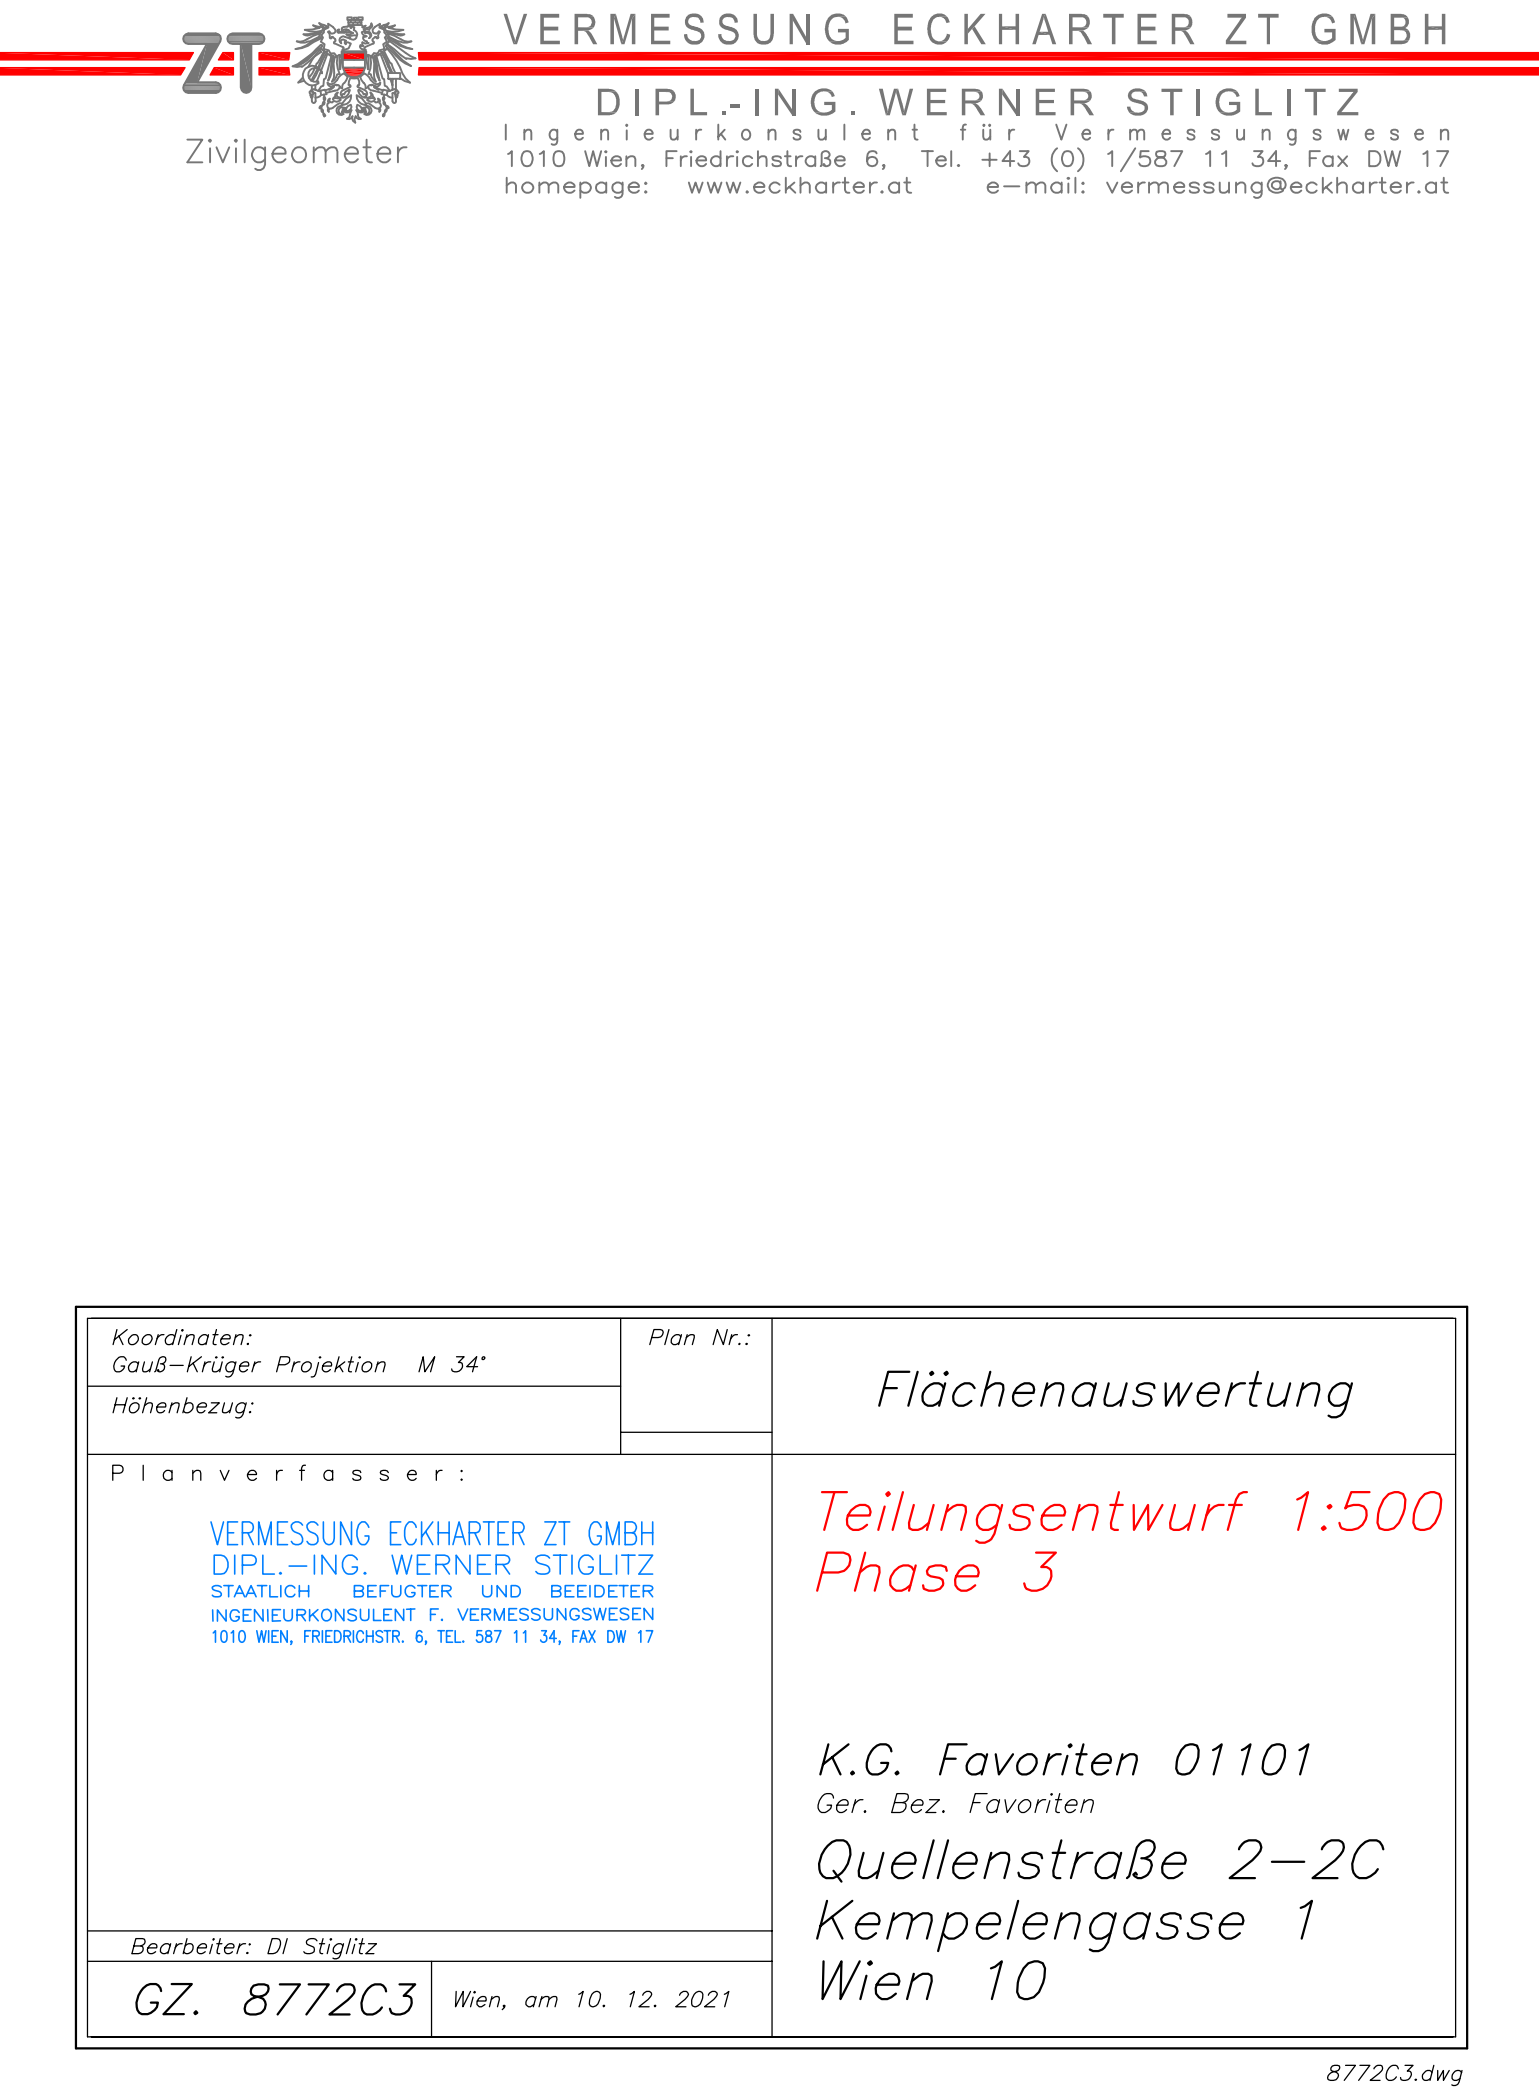 VERMESSUNG ECKHARTER ZT GMBH
ZT
DIPL.-ING. WERNER STIGLITZ
Ingenieurkonsulent für Vermessungswesen
Zivilgeometer
1010 Wien, Friedrichstraße 6, Tel. +43 (0) 1/587 11 34, Fax DW 17
homepage: www.eckharter.at e-mail: vermessung@eckharter.at
Koordinaten:
Gauß-Krüger Projektion M 34°
Plan Nr.:
Höhenbezug:
Flächenauswertung
Planverfasser:
VERMESSUNG ECKHARTER ZT GMBH
DIPL.-ING. WERNER STIGLITZ
STAATLICH BEFUGTER UND BEEIDETER
INGENIEURKONSULENT F. VERMESSUNGSWESEN
1010 WIEN, FRIEDRICHSTR. 6, TEL. 587 11 34, FAX DW 17
Teilungsentwurf 1:500
Phase 3
K.G. Favoriten 01101
Ger. Bez. Favoriten
Quellenstraße 2-2C
Kempelengasse 1
Wien 10
Bearbeiter: DI Stiglitz
GZ. 8772C3
Wien, am 10. 12. 2021
8772C3.dwg